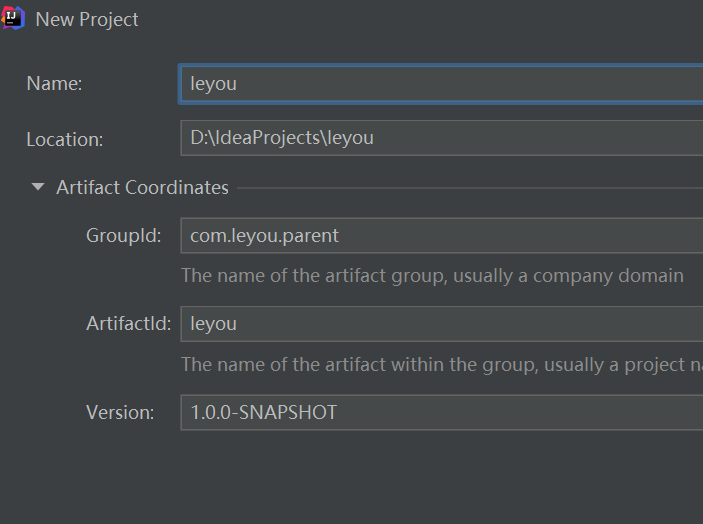 New Project
Name: leyou
Location: D:\IdeaProjects\leyou
Artifact Coordinates
GroupId: com.leyou.parent
The name of the artifact group, usually a company domain
ArtifactId: leyou
The name of the artifact within the group, usually a project
Version: 1.0.0-SNAPSHOT